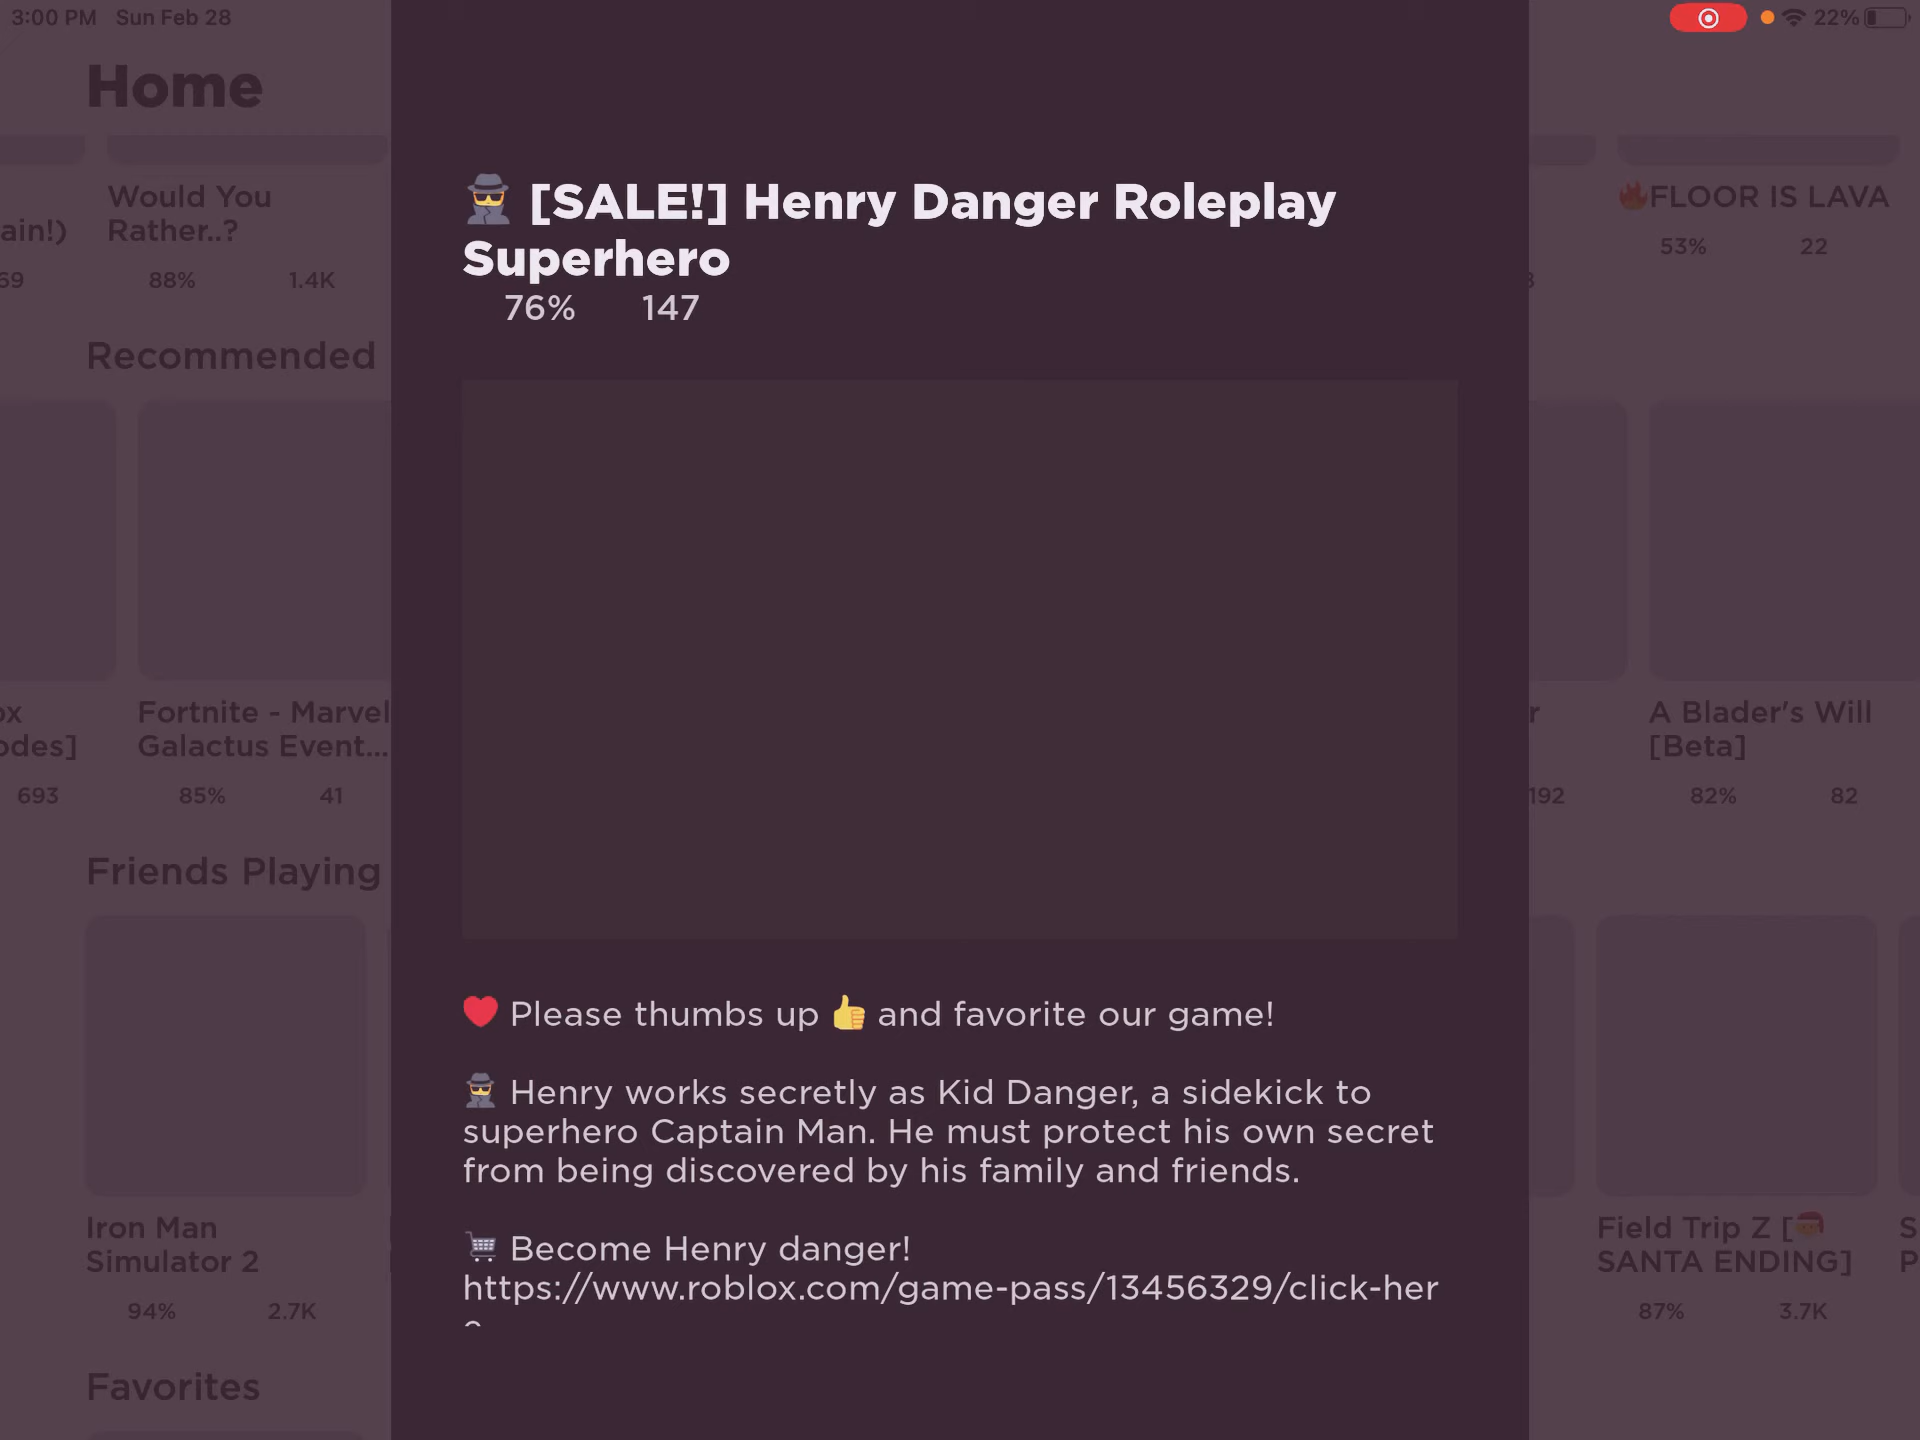 3:00 PM Sun Feb 28
22%
Home
ain!)
69
Would You
Rather..?
88% 1.4K
🔥FLOOR IS LAVA
53% 22
Recommended
odes]
693
Fortnite - Marvel
Galactus Event...
85% 41
192
A Blader's Will
[Beta]
82% 82
Friends Playing
Iron Man
Simulator 2
94% 2.7K
Field Trip Z [🎅
SANTA ENDING]
87% 3.7K
Favorites
🕵️ [SALE!] Henry Danger Roleplay
Superhero
76% 147
❤️ Please thumbs up 👍 and favorite our game!
🕵️ Henry works secretly as Kid Danger, a sidekick to
superhero Captain Man. He must protect his own secret
from being discovered by his family and friends.
🛒 Become Henry danger!
https://www.roblox.com/game-pass/13456329/click-her